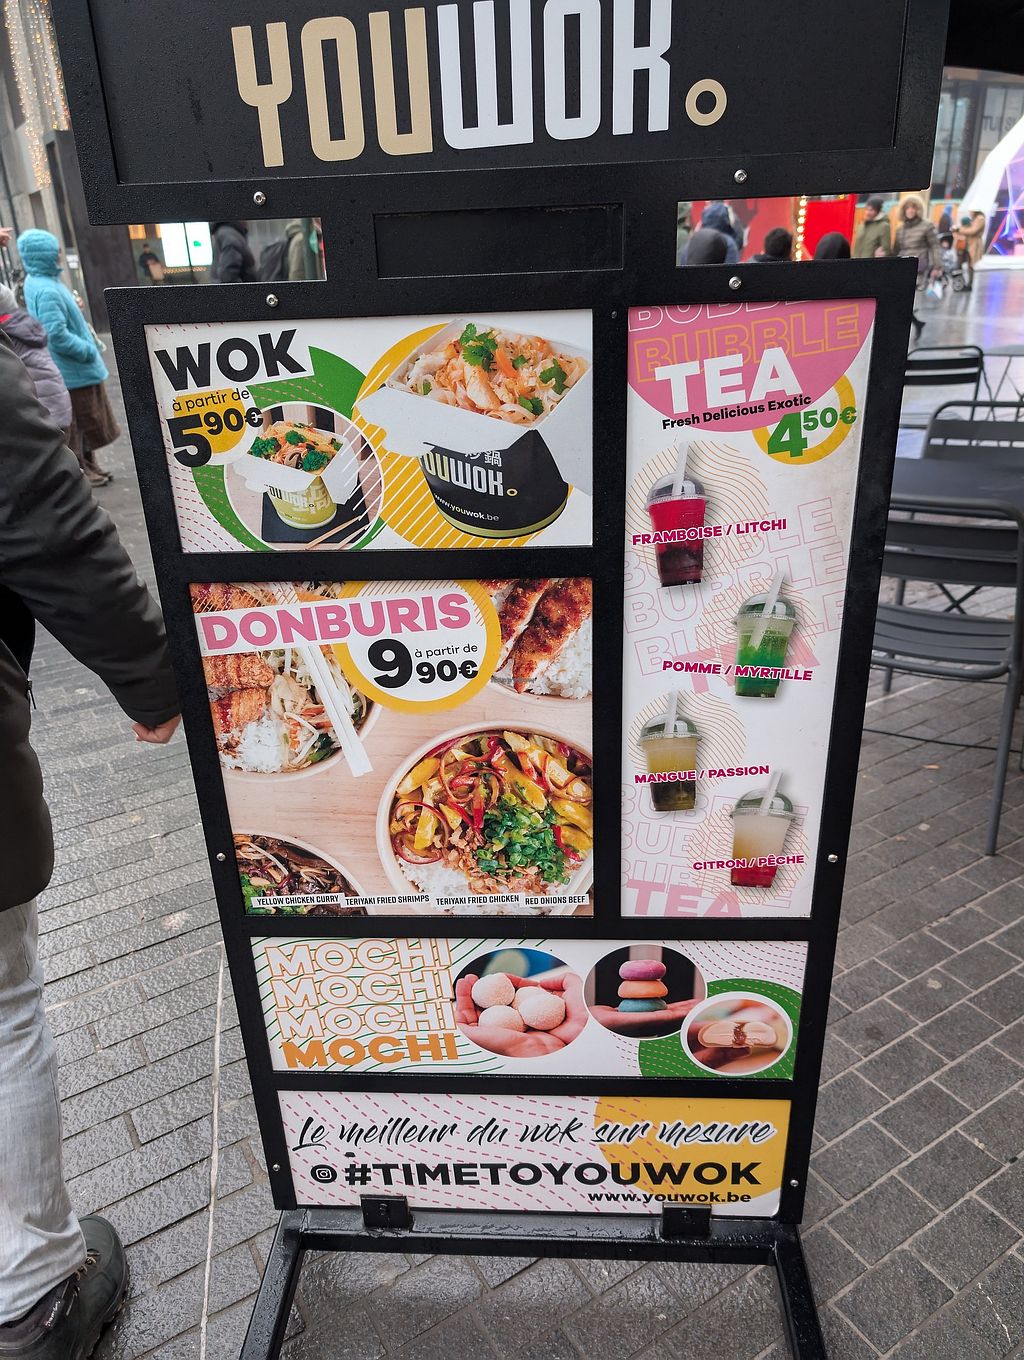 YOUWOK.
WOK
à partir de
5 90€
YOUWOK.
www.youwok.be
BUBBLE
BUBBLE
TEA
Fresh Delicious Exotic
4 50€
FRAMBOISE / LITCHI
POMME / MYRTILLE
MANGUE / PASSION
CITRON / PÊCHE
TEA
DONBURIS
à partir de
9 90€
YELLOW CHICKEN CURRY
TERIYAKI FRIED SHRIMPS
TERIYAKI FRIED CHICKEN
RED ONIONS BEEF
MOCHI
MOCHI
MOCHI
MOCHI
Le meilleur du wok sur mesure
#TIMETOYOUWOK
www.youwok.be